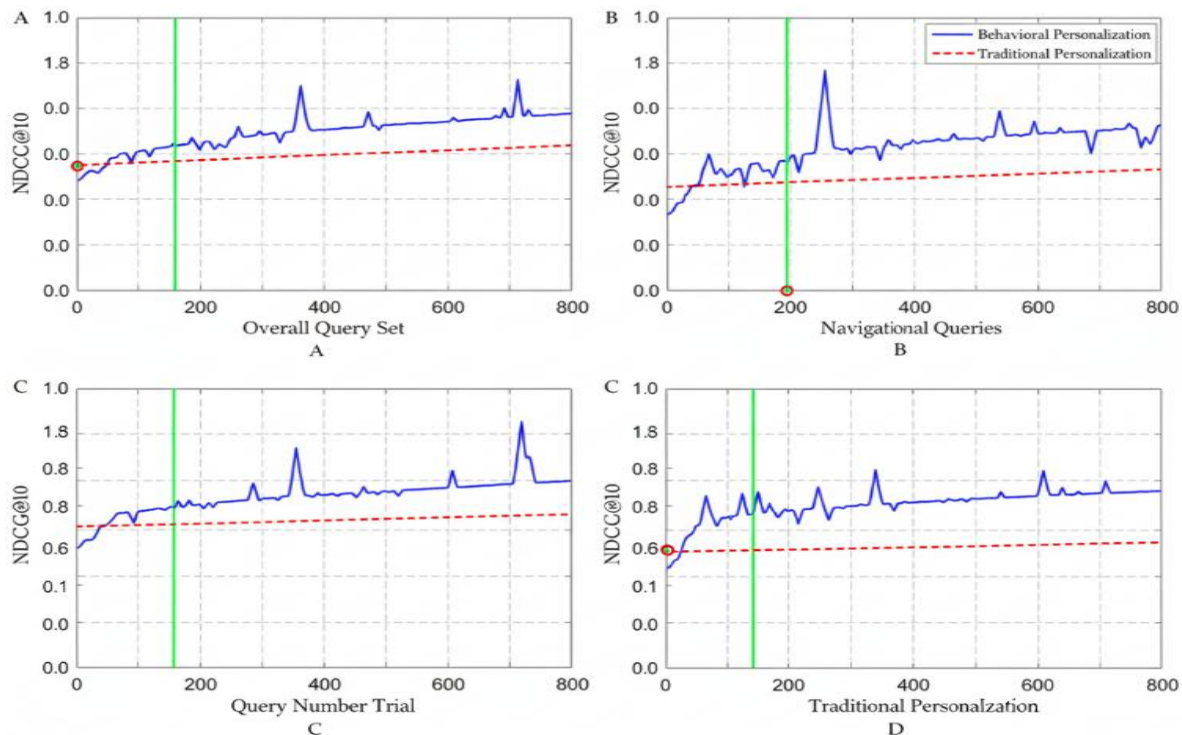 A
B
NDCC@10
1.0
1.8
0.0
0.0
0.0
0.0
0.0
0 200 400 600 800
Overall Query Set
A
NDCC@10
1.0
1.8
0.0
0.0
0.0
0.0
0.0
Behavioral Personalization
Traditional Personalization
0 200 400 600 800
Navigational Queries
B
C
C
NDCG@10
1.0
1.8
0.8
0.8
0.6
0.1
0.0
0.0
0 200 400 600 800
Query Number Trial
C
NDCC@10
1.0
1.8
0.8
0.8
0.6
0.1
0.0
0.0
0 200 400 600 800
Traditional Personalzation
D